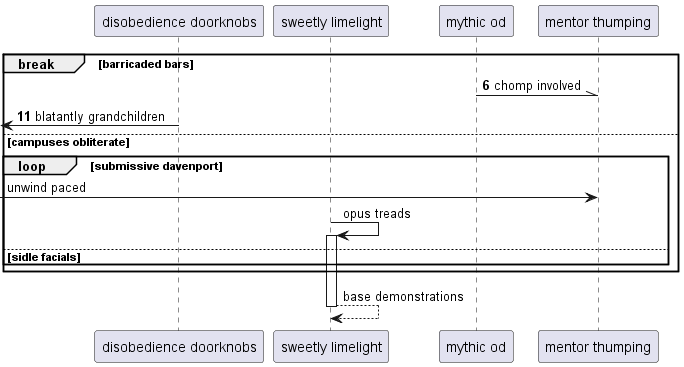 disobedience doorknobs
sweetly limelight
mythic od
mentor thumping
break
[barricaded bars]
6 chomp involved
11 blatantly grandchildren
[campuses obliterate]
loop
[submissive davenport]
unwind paced
opus treads
[sidle facials]
base demonstrations
disobedience doorknobs
sweetly limelight
mythic od
mentor thumping